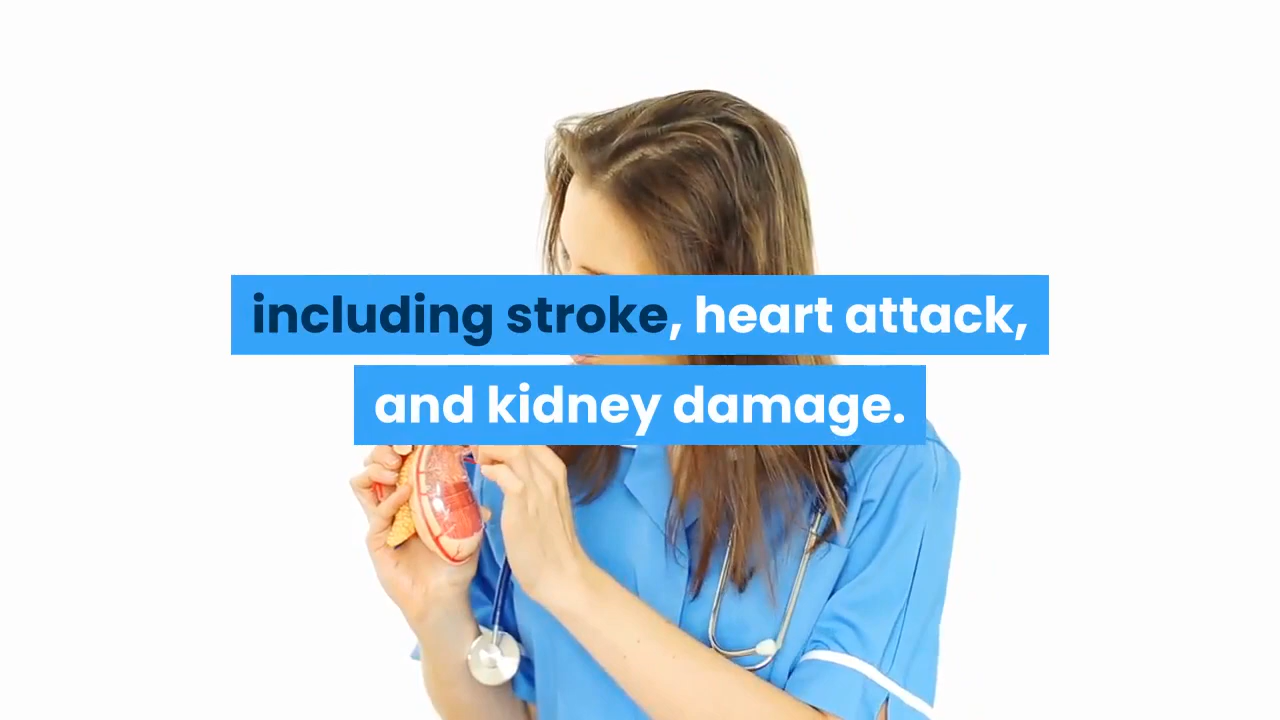 including stroke, heart attack,
and kidney damage.